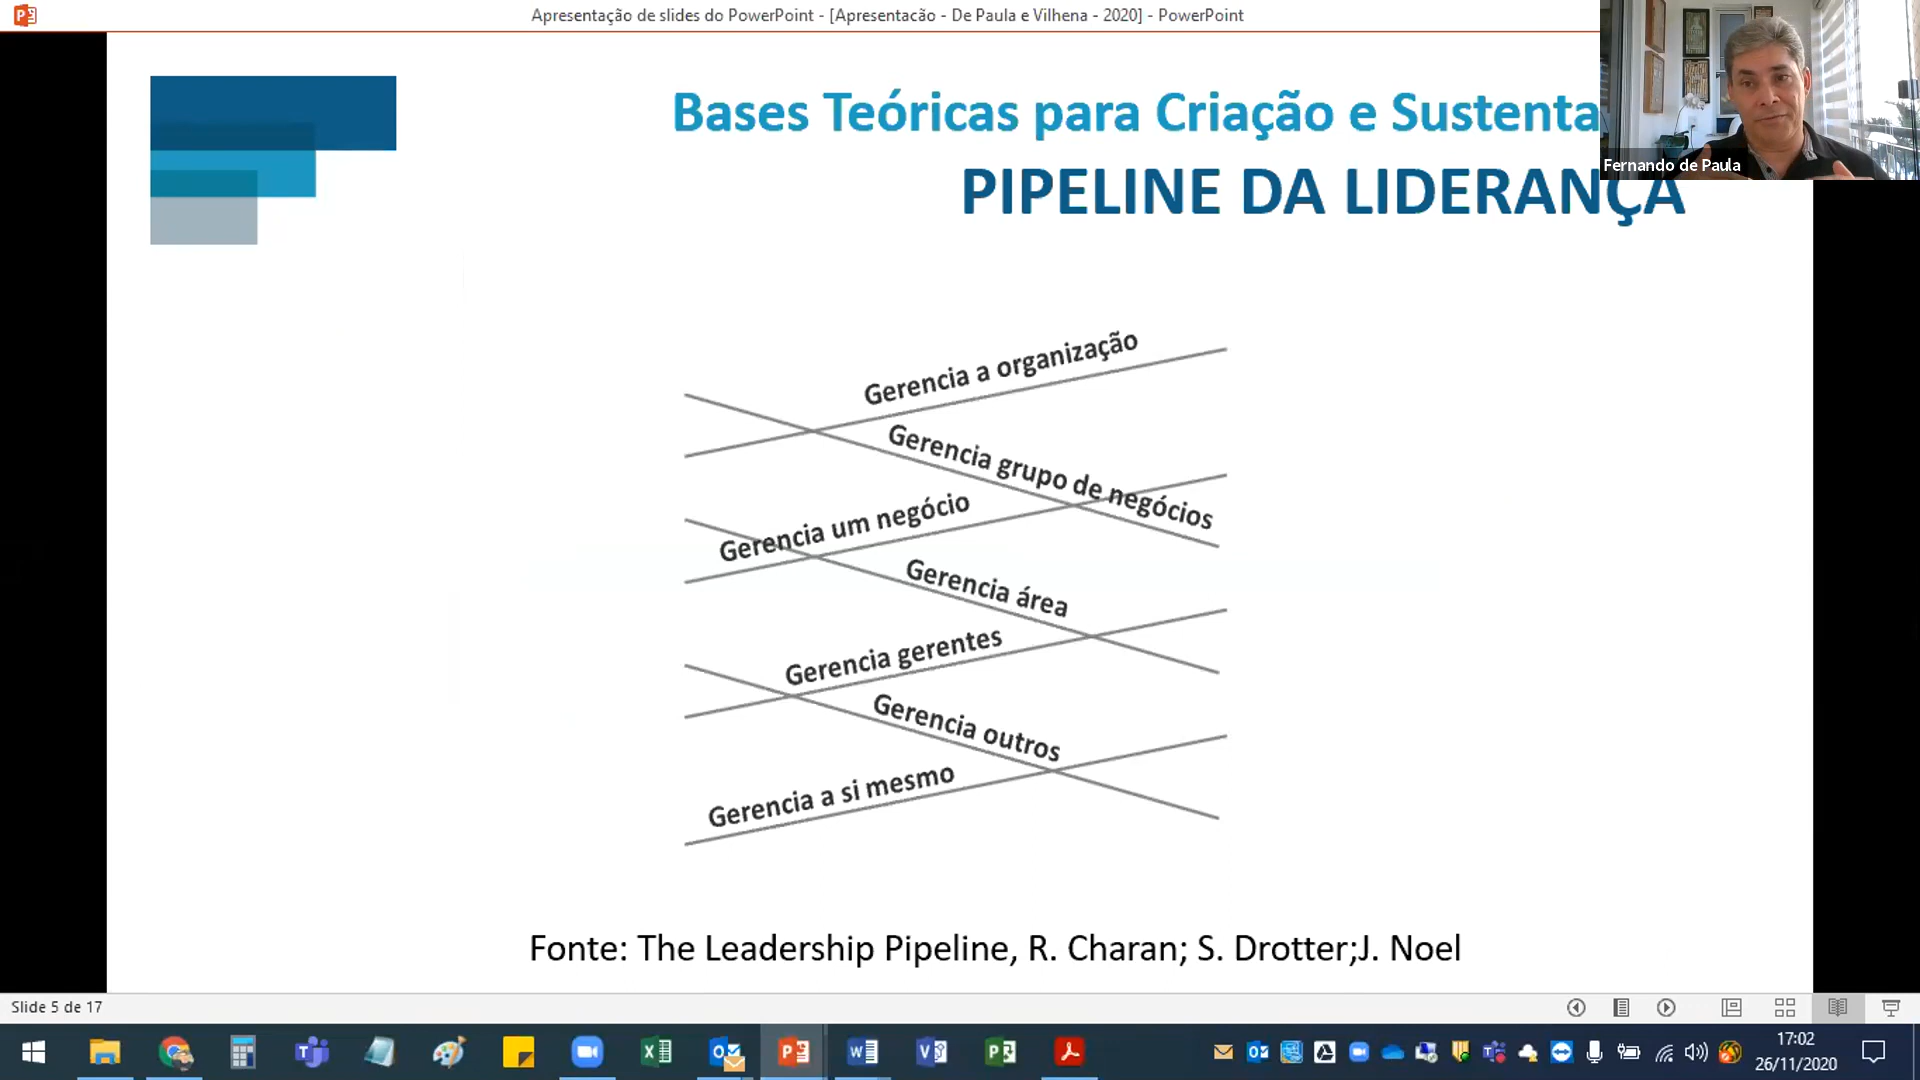 Apresentação de slides do PowerPoint - [Apresentacão - De Paula e Vilhena - 2020] - PowerPoint
Bases Teóricas para Criação e Sustenta
Fernando de Paula
PIPELINE DA LIDERANÇA
Gerencia a organização
Gerencia grupo de negócios
Gerencia um negócio
Gerencia área
Gerencia gerentes
Gerencia outros
Gerencia a si mesmo
Fonte: The Leadership Pipeline, R. Charan; S. Drotter;J. Noel
Slide 5 de 17
17:02
26/11/2020